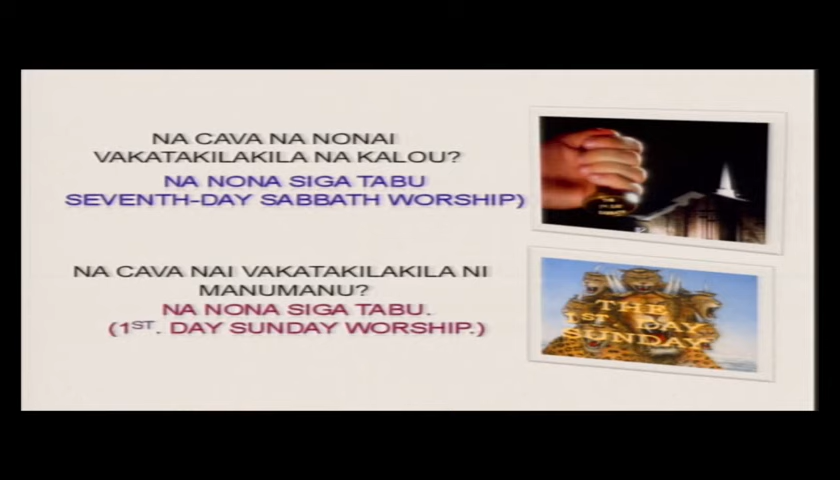 NA CAVA NA NONAI
VAKATAKILAKILA NA KALOU?
NA NONA SIGA TABU
SEVENTH-DAY SABBATH WORSHIP)
NA CAVA NAI VAKATAKILAKILA NI
MANUMANU?
NA NONA SIGA TABU.
(1ST. DAY SUNDAY WORSHIP.)
THE
1ST DAY
SUNDAY